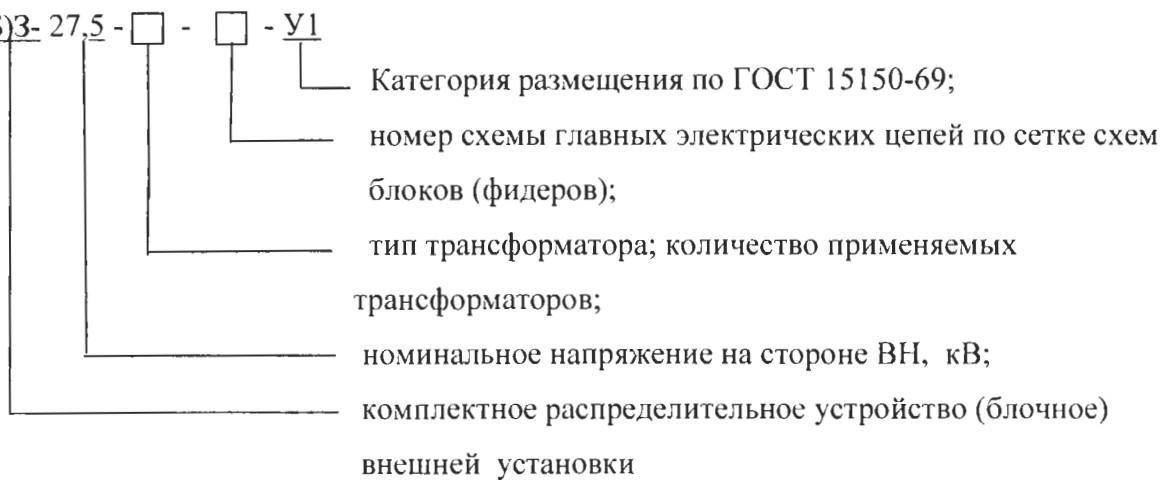 )З- 27,5 - - - У1
Категория размещения по ГОСТ 15150-69;
номер схемы главных электрических цепей по сетке схем
блоков (фидеров);
тип трансформатора; количество применяемых
трансформаторов;
номинальное напряжение на стороне ВН, кВ;
комплектное распределительное устройство (блочное)
внешней установки